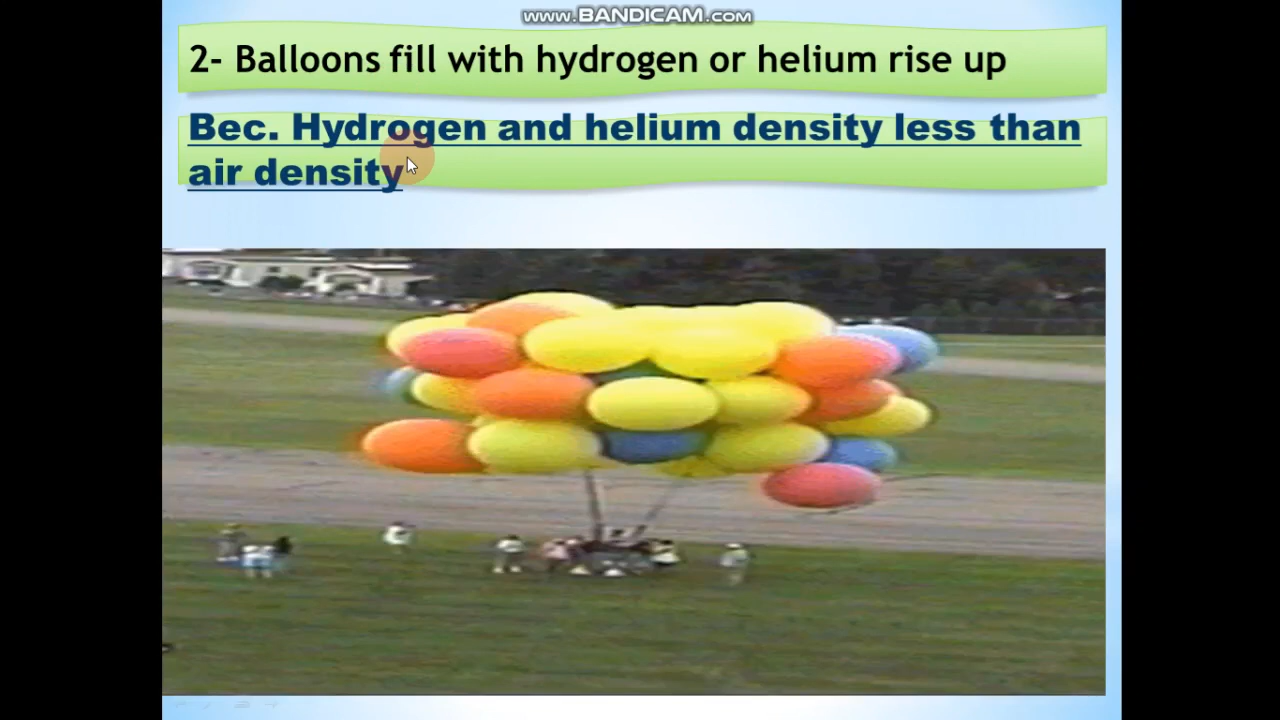 www.BANDICAM.com
2- Balloons fill with hydrogen or helium rise up
Bec. Hydrogen and helium density less than
air density